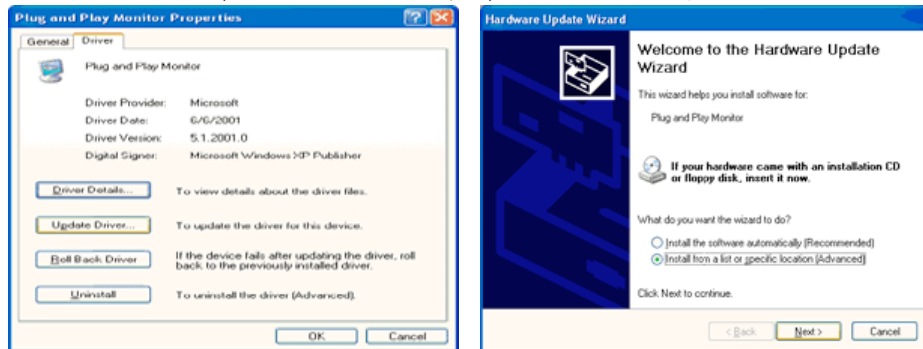 Plug and Play Monitor Properties
General Driver
Plug and Play Monitor
Driver Provider: Microsoft
Driver Date: 6/6/2001
Driver Version: 5.1.2001.0
Digital Signer: Microsoft Windows XP Publisher
Driver Details... To view details about the driver files.
Update Driver... To update the driver for this device.
Roll Back Driver If the device fails after updating the driver, roll
back to the previously installed driver.
Uninstall To uninstall the driver (Advanced).
OK Cancel
Hardware Update Wizard
Welcome to the Hardware Update
Wizard
This wizard helps you install software for:
Plug and Play Monitor
If your hardware came with an installation CD
or floppy disk, insert it now.
What do you want the wizard to do?
Install the software automatically (Recommended)
Install from a list or specific location (Advanced)
Click Next to continue.
< Back Next > Cancel